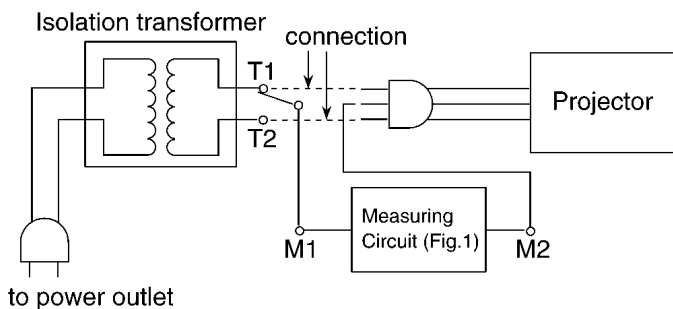 Isolation transformer
connection
T1
T2
Projector
M1
Measuring
Circuit (Fig.1)
M2
to power outlet